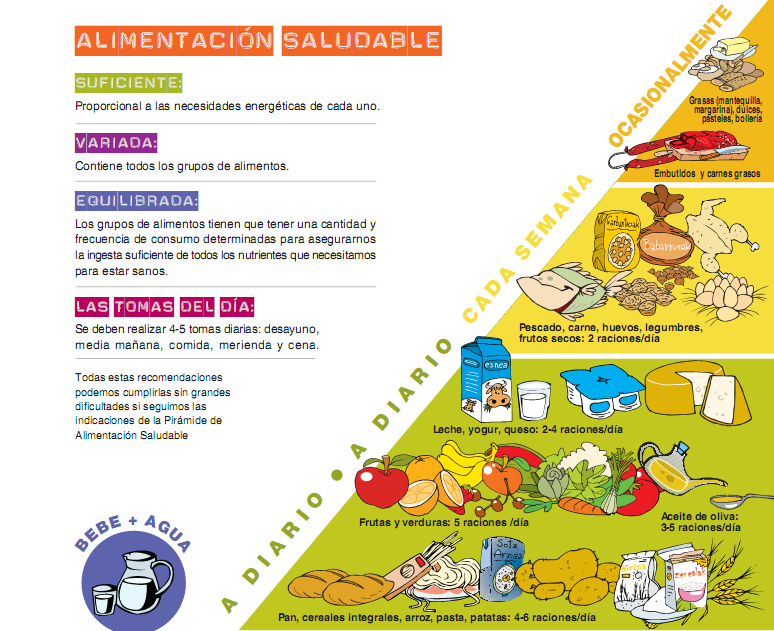 ALIMENTACIÓN SALUDABLE
SUFICIENTE:
Proporcional a las necesidades energéticas de cada uno.
VARIADA:
Contiene todos los grupos de alimentos.
EQUILIBRADA:
Los grupos de alimentos tienen que tener una cantidad y
frecuencia de consumo determinadas para asegurarnos
la ingesta suficiente de todos los nutrientes que necesitamos
para estar sanos.
LAS TOMAS DEL DÍA:
Se deben realizar 4-5 tomas diarias: desayuno,
media mañana, comida, merienda y cena.
Todas estas recomendaciones
podemos cumplirlas sin grandes
dificultades si seguimos las
indicaciones de la Pirámide de
Alimentación Saludable
BEBE + AGUA
OCASIONALMENTE
Grasas (mantequilla,
margarina), dulces,
pasteles, bollería
Embutidos y carnes grasos
CADA SEMANA
Garbantzuak
Babarrunak
Pescado, carne, huevos, legumbres,
frutos secos: 2 raciones/día
A DIARIO • A DIARIO
esnea
Leche, yogur, queso: 2-4 raciones/día
Frutas y verduras: 5 raciones /día
Aceite de oliva:
3-5 raciones/día
Arroza
irina
zerealak
Pan, cereales integrales, arroz, pasta, patatas: 4-6 raciones/día